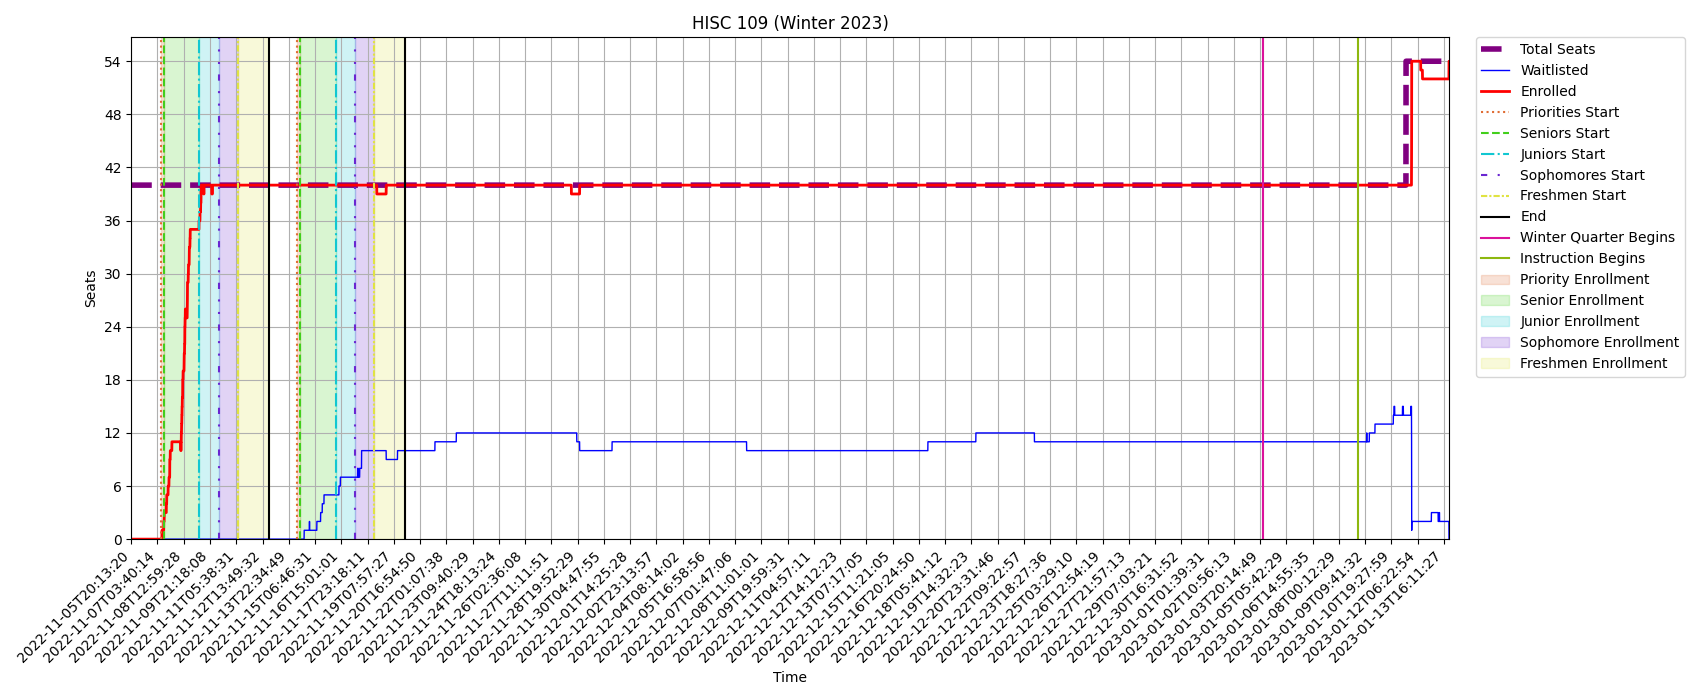 HISC 109 (Winter 2023)
Seats
54
48
42
36
30
24
18
12
6
0
2022-11-05T20:13:20
2022-11-07T03:40:14
2022-11-08T12:59:28
2022-11-09T21:18:08
2022-11-11T05:38:31
2022-11-12T13:49:32
2022-11-13T22:34:49
2022-11-15T06:46:31
2022-11-16T15:01:01
2022-11-17T23:18:11
2022-11-19T07:57:27
2022-11-20T16:54:50
2022-11-22T01:07:38
2022-11-23T09:40:29
2022-11-24T18:13:24
2022-11-26T02:36:08
2022-11-27T11:11:51
2022-11-28T19:52:29
2022-11-30T04:47:55
2022-12-01T14:25:28
2022-12-02T23:13:57
2022-12-04T08:14:02
2022-12-05T16:58:56
2022-12-07T01:47:06
2022-12-08T11:01:01
2022-12-09T19:59:31
2022-12-11T04:57:11
2022-12-12T14:12:23
2022-12-13T17:17:05
2022-12-15T11:21:05
2022-12-16T20:24:50
2022-12-18T05:41:12
2022-12-19T14:32:23
2022-12-20T23:31:46
2022-12-22T09:22:57
2022-12-23T18:27:36
2022-12-25T03:29:10
2022-12-26T12:54:19
2022-12-27T21:57:13
2022-12-29T07:03:21
2022-12-30T16:31:52
2023-01-01T01:39:31
2023-01-02T10:56:13
2023-01-03T20:14:49
2023-01-05T05:42:29
2023-01-06T14:55:35
2023-01-08T00:12:29
2023-01-09T09:41:32
2023-01-10T19:27:59
2023-01-12T06:22:54
2023-01-13T16:11:27
Time
Total Seats
Waitlisted
Enrolled
Priorities Start
Seniors Start
Juniors Start
Sophomores Start
Freshmen Start
End
Winter Quarter Begins
Instruction Begins
Priority Enrollment
Senior Enrollment
Junior Enrollment
Sophomore Enrollment
Freshmen Enrollment